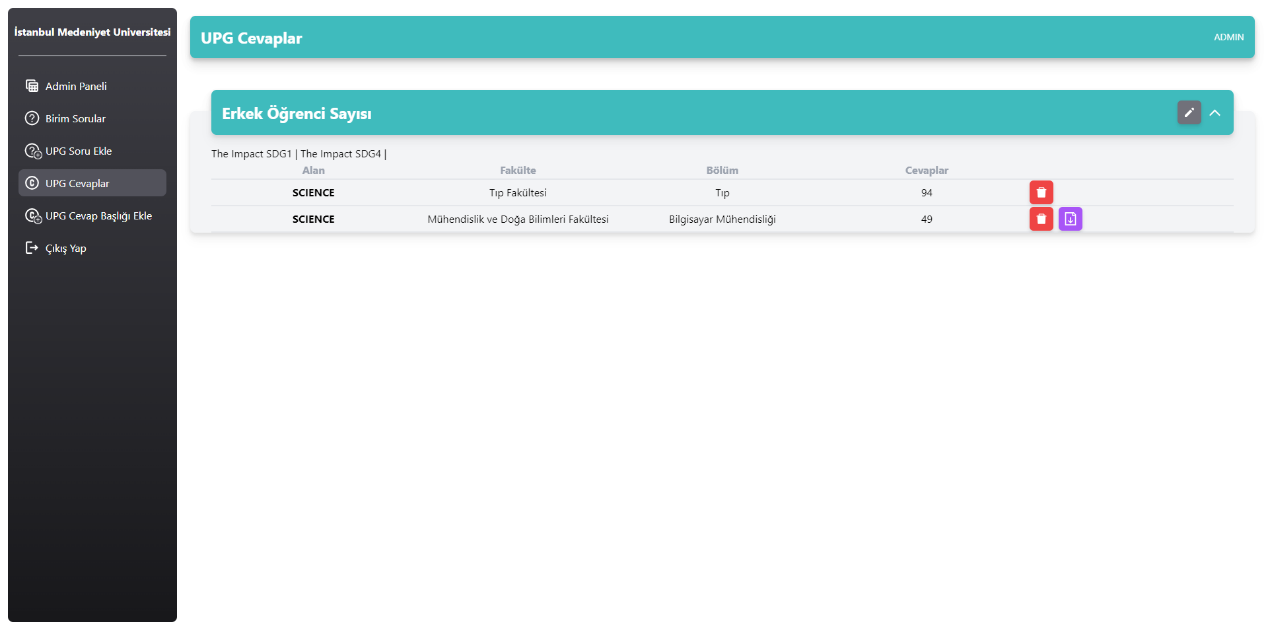 İstanbul Medeniyet Universitesi
Admin Paneli
Birim Sorular
UPG Soru Ekle
UPG Cevaplar
UPG Cevap Başlığı Ekle
Çıkış Yap
UPG Cevaplar
ADMIN
Erkek Öğrenci Sayısı
The Impact SDG1 | The Impact SDG4 |
Alan Fakülte Bölüm Cevaplar
SCIENCE Tıp Fakültesi Tıp 94
SCIENCE Mühendislik ve Doğa Bilimleri Fakültesi Bilgisayar Mühendisliği 49